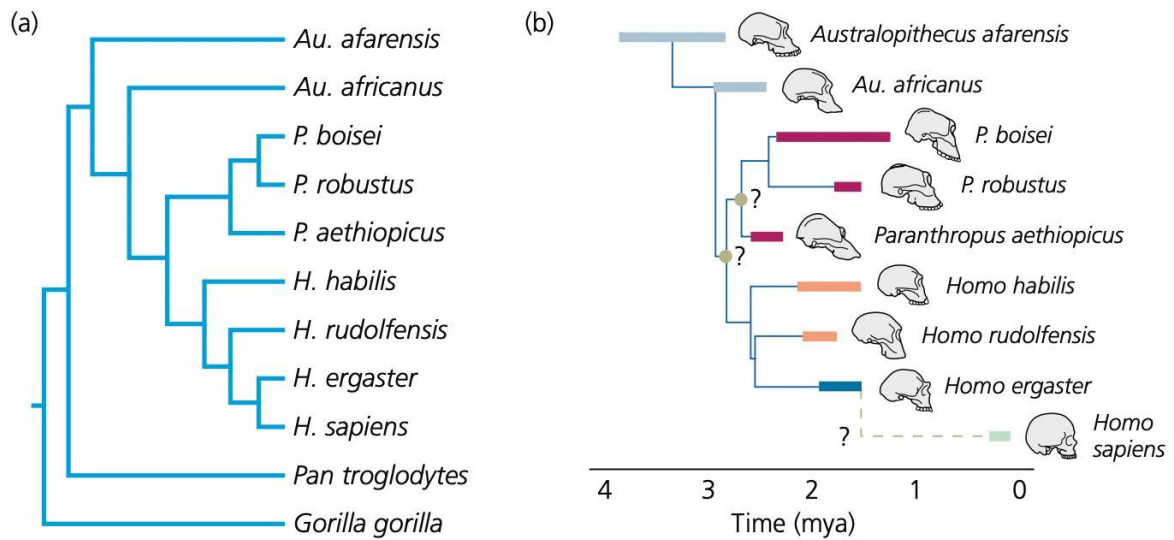 (a)
Au. afarensis
Au. africanus
P. boisei
P. robustus
P. aethiopicus
H. habilis
H. rudolfensis
H. ergaster
H. sapiens
Pan troglodytes
Gorilla gorilla
(b)
Australopithecus afarensis
Au. africanus
P. boisei
P. robustus
?
Paranthropus aethiopicus
?
Homo habilis
Homo rudolfensis
Homo ergaster
?
Homo
sapiens
4 3 2 1 0
Time (mya)